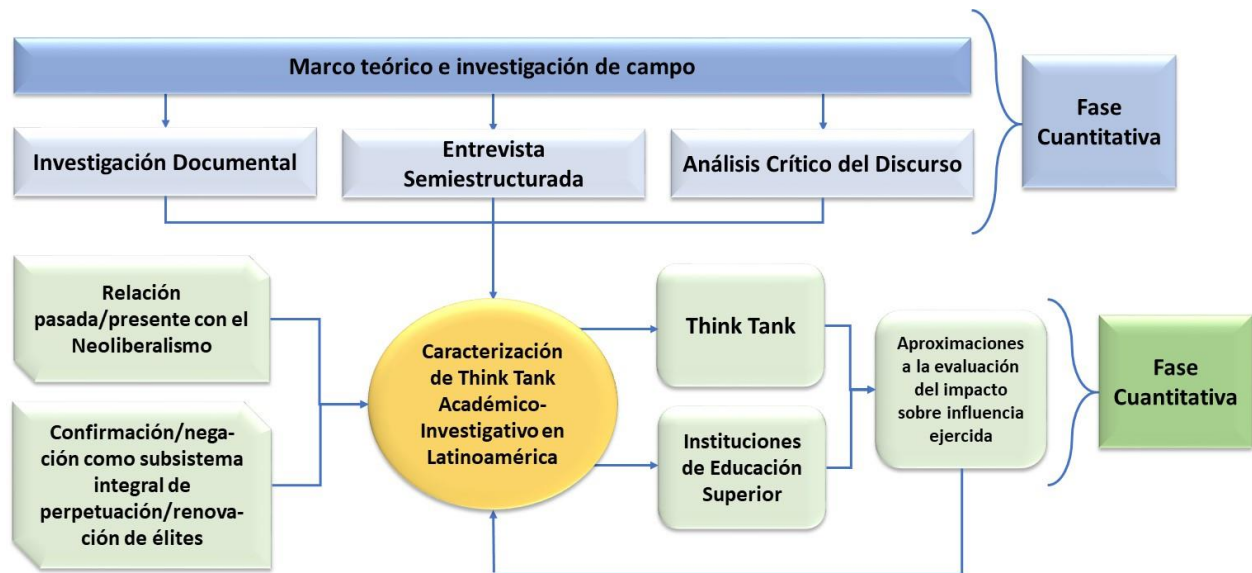 Marco teórico e investigación de campo
Fase
Cuantitativa
Investigación Documental
Entrevista
Semiestructurada
Análisis Crítico del Discurso
Relación
pasada/presente con el
Neoliberalismo
Confirmación/nega-
ción como subsistema
integral de
perpetuación/renova-
ción de élites
Caracterización
de Think Tank
Académico-
Investigativo en
Latinoamérica
Think Tank
Instituciones
de Educación
Superior
Aproximaciones
a la evaluación
del impacto
sobre influencia
ejercida
Fase
Cuantitativa